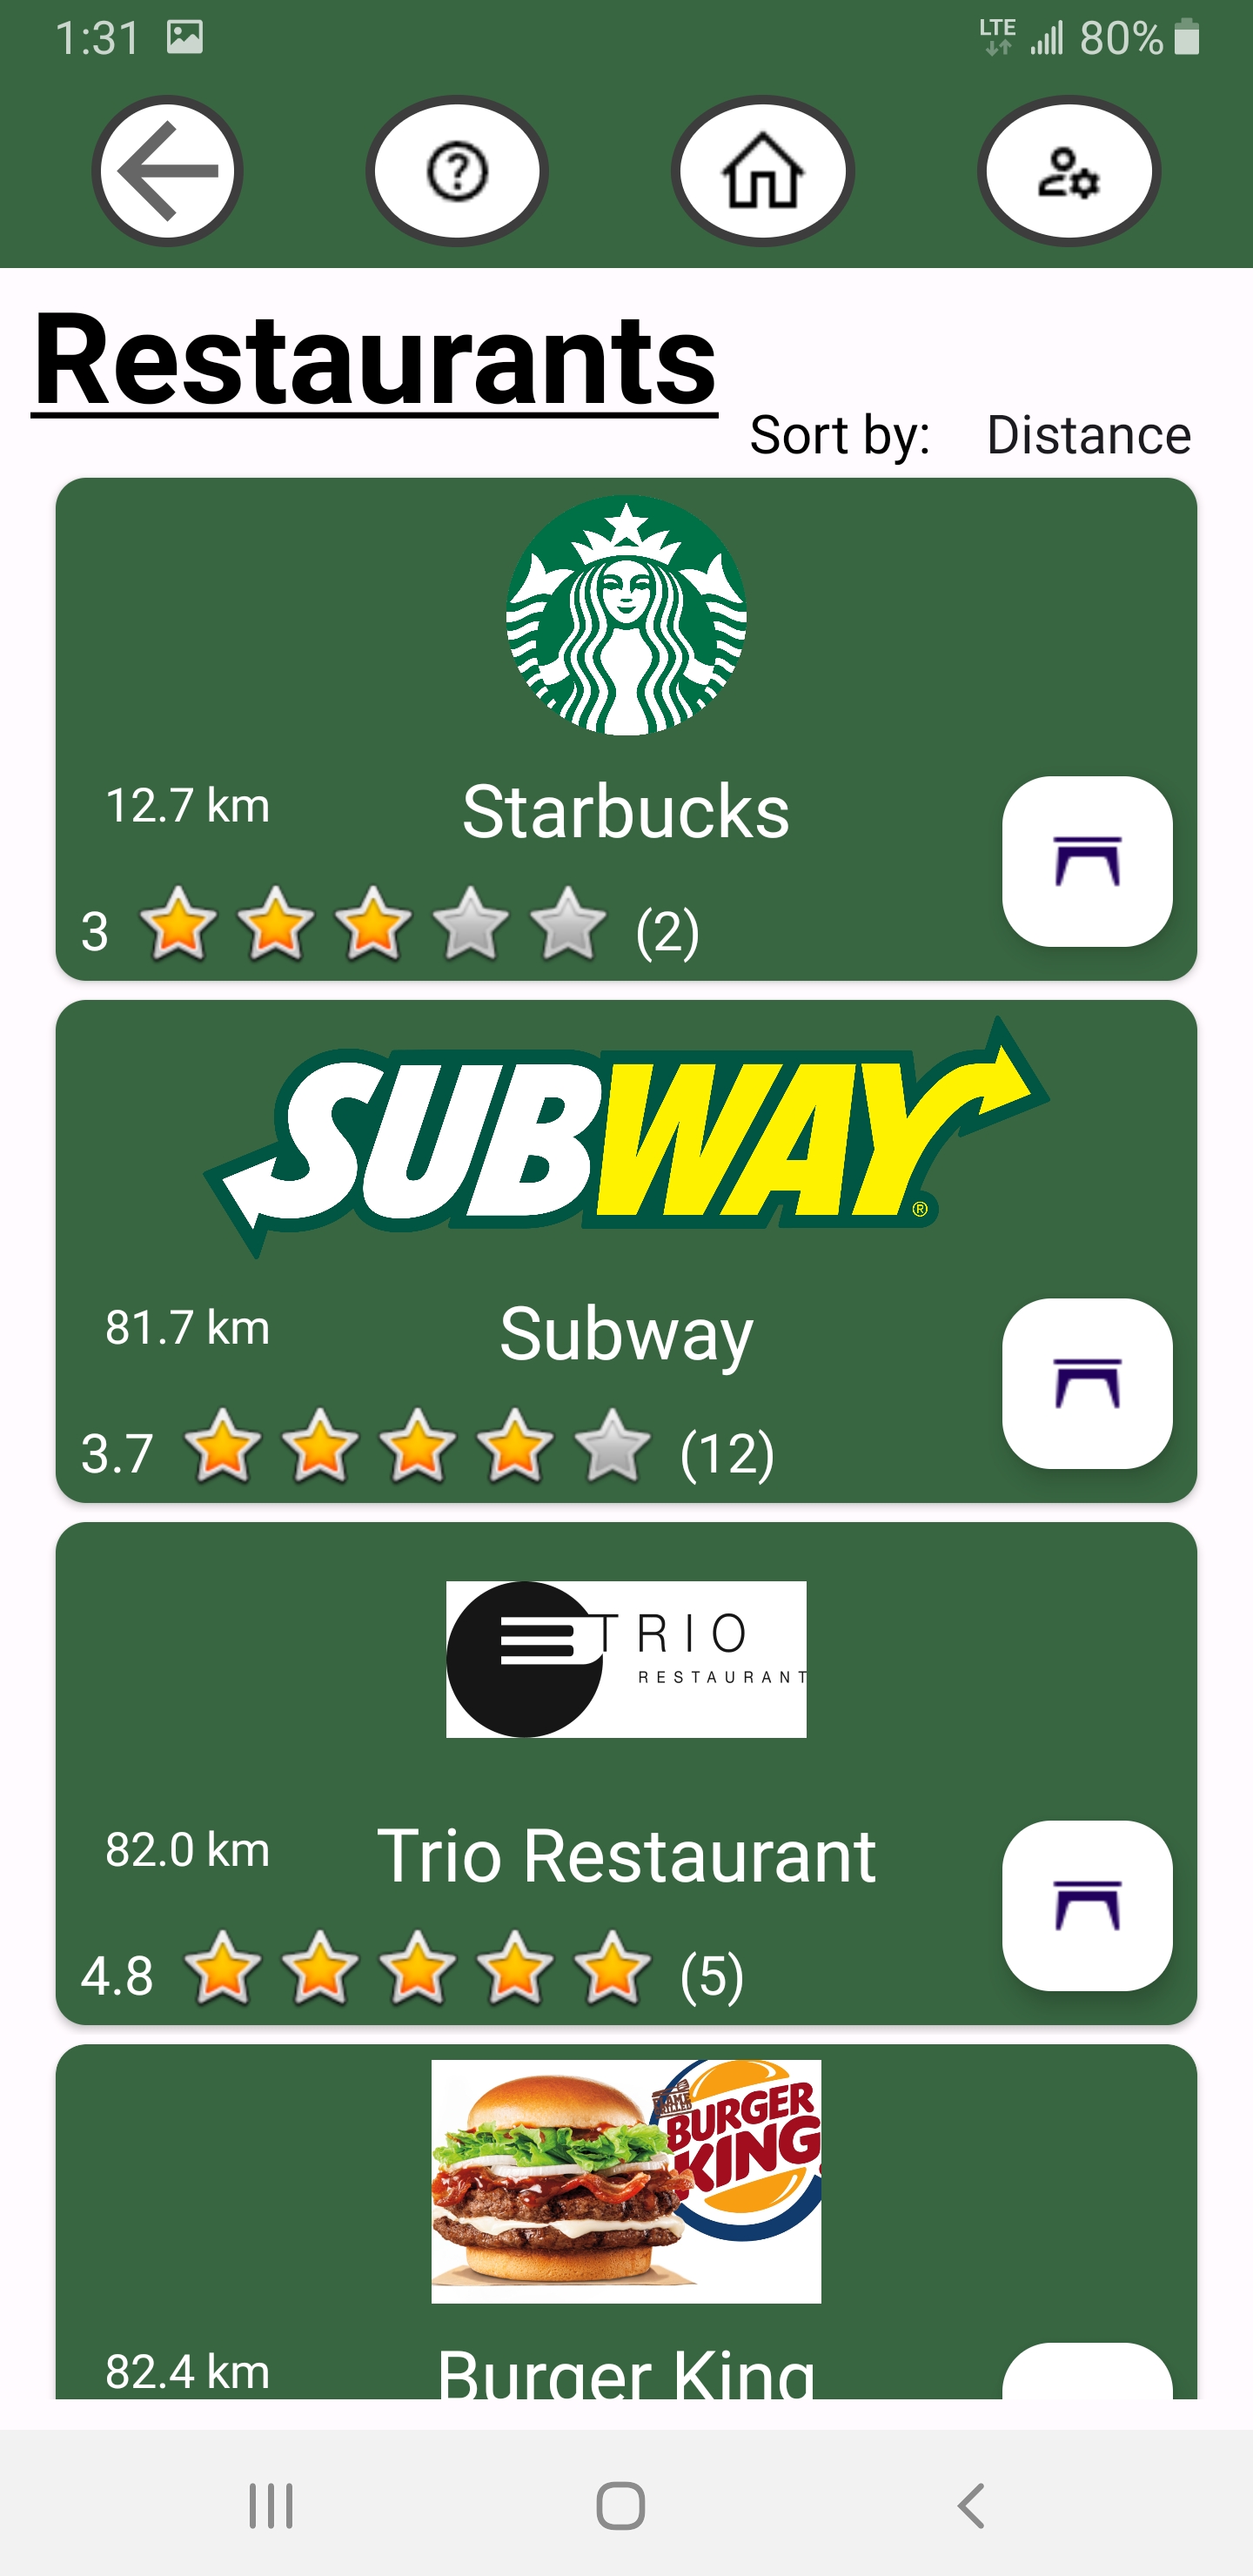 1:31 LTE 80%
Restaurants
Sort by: Distance
12.7 km Starbucks
3 (2)
SUBWAY®
81.7 km Subway
3.7 (12)
TRIO
RESTAURANT
82.0 km Trio Restaurant
4.8 (5)
BURGER
KING
82.4 km Burger King